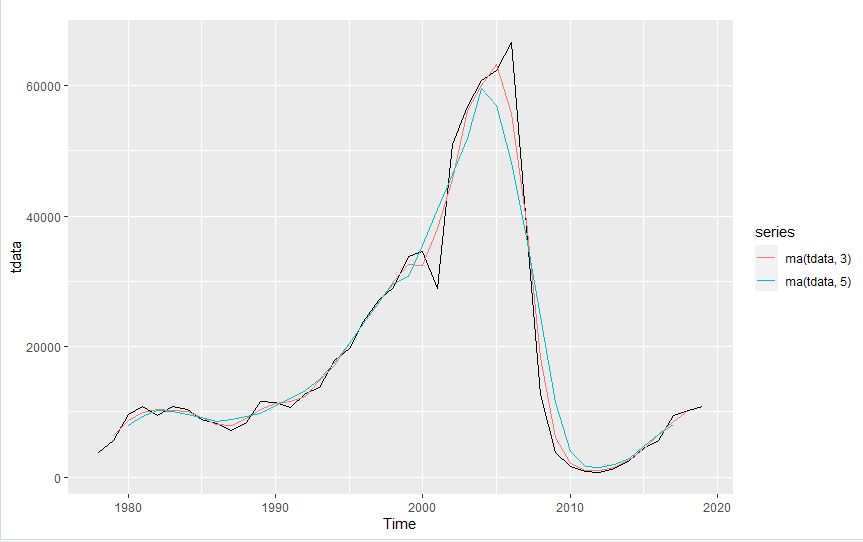 60000
40000
20000
0
tdata
1980
1990
2000
2010
2020
Time
series
ma(tdata, 3)
ma(tdata, 5)